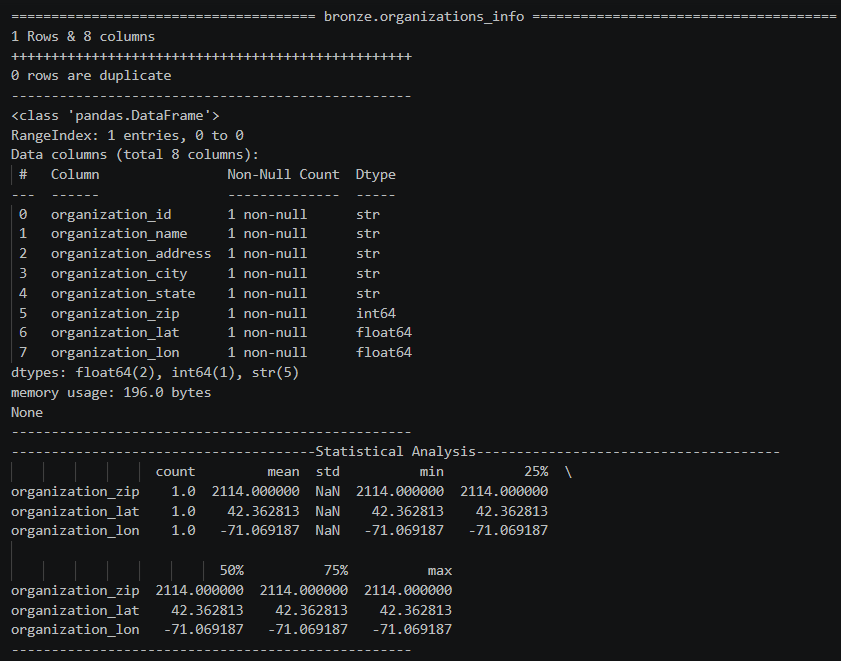 ====================================== bronze.organizations_info ======================================
1 Rows & 8 columns
++++++++++++++++++++++++++++++++++++++++++++++++++
0 rows are duplicate
--------------------------------------------------
<class 'pandas.DataFrame'>
RangeIndex: 1 entries, 0 to 0
Data columns (total 8 columns):
 #   Column                Non-Null Count  Dtype
---  ------                --------------  -----
 0   organization_id       1 non-null      str
 1   organization_name     1 non-null      str
 2   organization_address  1 non-null      str
 3   organization_city     1 non-null      str
 4   organization_state    1 non-null      str
 5   organization_zip      1 non-null      int64
 6   organization_lat      1 non-null      float64
 7   organization_lon      1 non-null      float64
dtypes: float64(2), int64(1), str(5)
memory usage: 196.0 bytes
None
--------------------------------------------------
--------------------------------------Statistical Analysis--------------------------------------
                  count         mean  std          min          25%  \
organization_zip    1.0  2114.000000  NaN  2114.000000  2114.000000
organization_lat    1.0    42.362813  NaN    42.362813    42.362813
organization_lon    1.0   -71.069187  NaN   -71.069187   -71.069187

                          50%          75%          max
organization_zip  2114.000000  2114.000000  2114.000000
organization_lat    42.362813    42.362813    42.362813
organization_lon   -71.069187   -71.069187   -71.069187
--------------------------------------------------